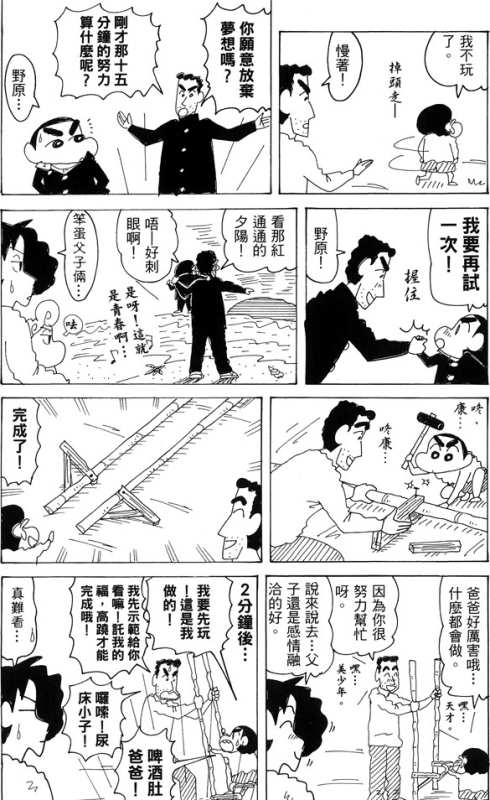 我不玩
了。
慢著！
掉頭走—
你願意放棄
夢想嗎？
剛才那十五
分鐘的努力
算什麼呢？
野原…
我要再試
一次！
握住
野原！
看那紅
通通的
夕陽！
唔—好刺
眼啊！
是呀！這就
是青春啊…♪
笨蛋父子倆…
呿
咚。
康。
咚康。
完成了！
爸爸好厲害哦…
什麼都會做。
嘿…
天才。
因為你很
努力幫忙
呀。
嘿…
美少年。
說來說去…父
子還是感情融
洽的好。
2分鐘後…
我要先玩
！這是我
做的！
我先示範給你
看嘛！託我的
福，高蹺才能
完成哦！
啤酒肚
爸爸！
囉嗦！尿
床小子！
真難看…